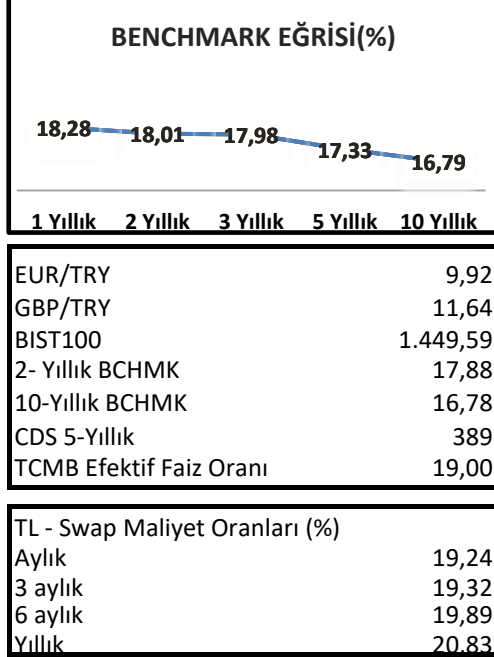 BENCHMARK EĞRİSİ(%)
18,28 18,01 17,98 17,33 16,79
1 Yıllık 2 Yıllık 3 Yıllık 5 Yıllık 10 Yıllık
EUR/TRY 9,92
GBP/TRY 11,64
BIST100 1.449,59
2- Yıllık BCHMK 17,88
10-Yıllık BCHMK 16,78
CDS 5-Yıllık 389
TCMB Efektif Faiz Oranı 19,00
TL - Swap Maliyet Oranları (%)
Aylık 19,24
3 aylık 19,32
6 aylık 19,89
Yıllık 20,83